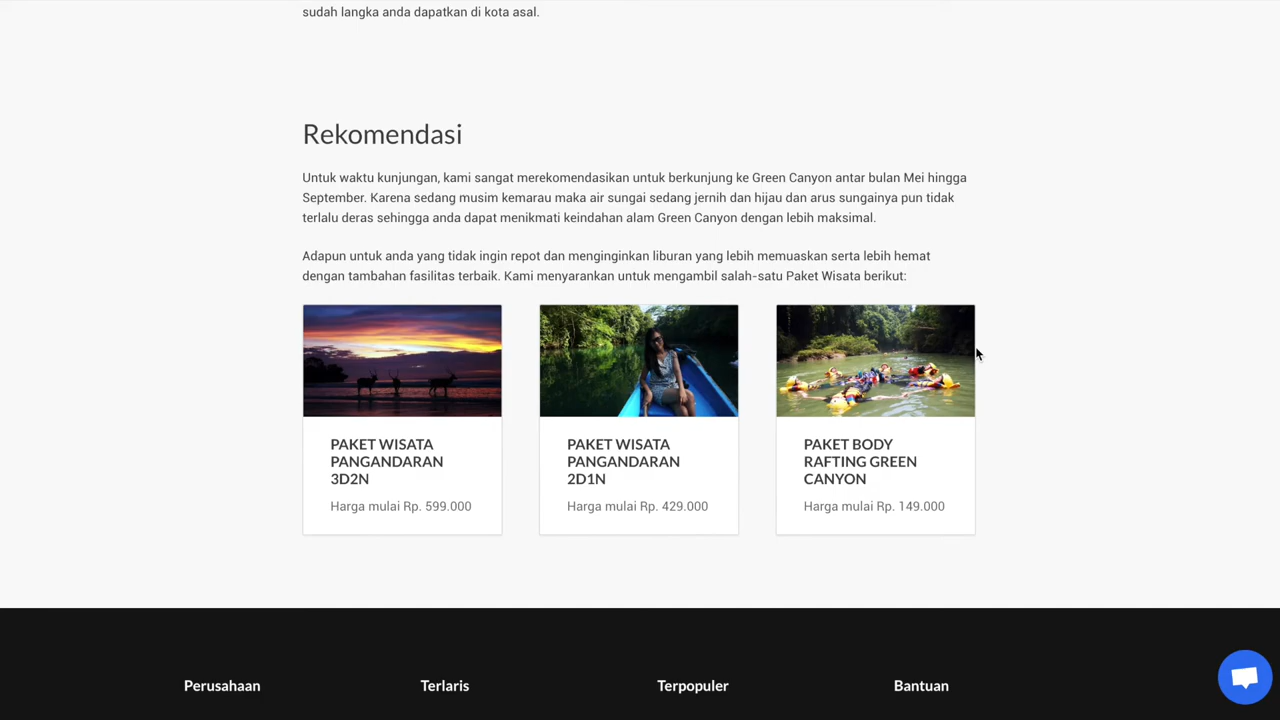 sudah langka anda dapatkan di kota asal.
Rekomendasi
Untuk waktu kunjungan, kami sangat merekomendasikan untuk berkunjung ke Green Canyon antar bulan Mei hingga
September. Karena sedang musim kemarau maka air sungai sedang jernih dan hijau dan arus sungainya pun tidak
terlalu deras sehingga anda dapat menikmati keindahan alam Green Canyon dengan lebih maksimal.
Adapun untuk anda yang tidak ingin repot dan menginginkan liburan yang lebih memuaskan serta lebih hemat
dengan tambahan fasilitas terbaik. Kami menyarankan untuk mengambil salah-satu Paket Wisata berikut:
PAKET WISATA
PANGANDARAN
3D2N
Harga mulai Rp. 599.000
PAKET WISATA
PANGANDARAN
2D1N
Harga mulai Rp. 429.000
PAKET BODY
RAFTING GREEN
CANYON
Harga mulai Rp. 149.000
Perusahaan
Terlaris
Terpopuler
Bantuan